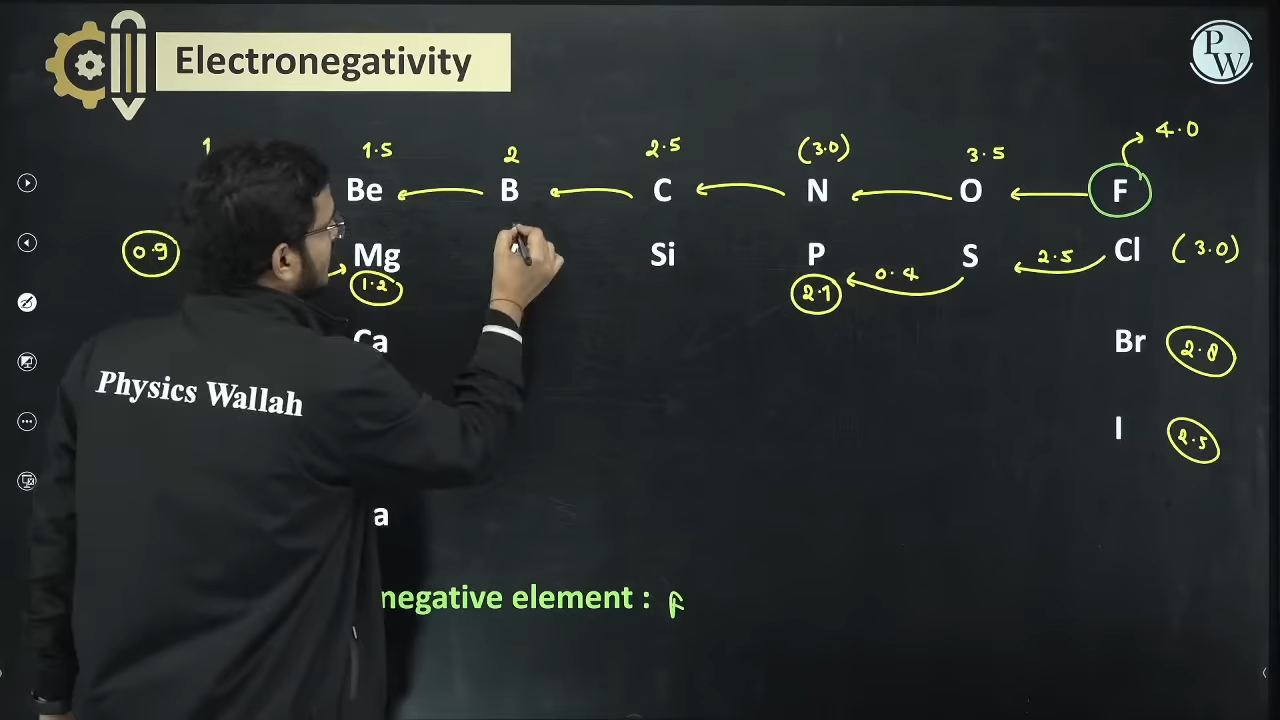 Electronegativity
PW
1 1.5 2 2.5 (3.0) 3.5 4.0
Be B C N O F
0.9 Mg Si P S 2.5 Cl (3.0)
1.2 2.1 0.4
Ca Br 2.8
I 2.5
Physics Wallah
a
negative element : F